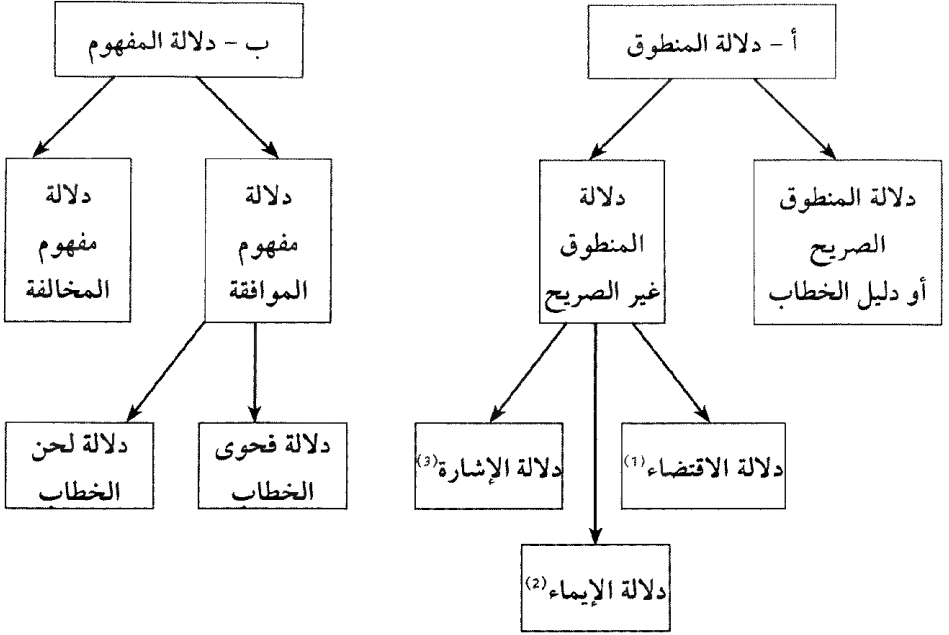 أ - دلالة المنطوق
ب - دلالة المفهوم
دلالة المنطوق
الصريح
أو دليل الخطاب
دلالة
المنطوق
غير الصريح
دلالة
مفهوم
الموافقة
دلالة
مفهوم
المخالفة
دلالة الاقتضاء(1)
دلالة الإشارة(3)
دلالة الإيماء(2)
دلالة فحوى
الخطاب
دلالة لحن
الخطاب